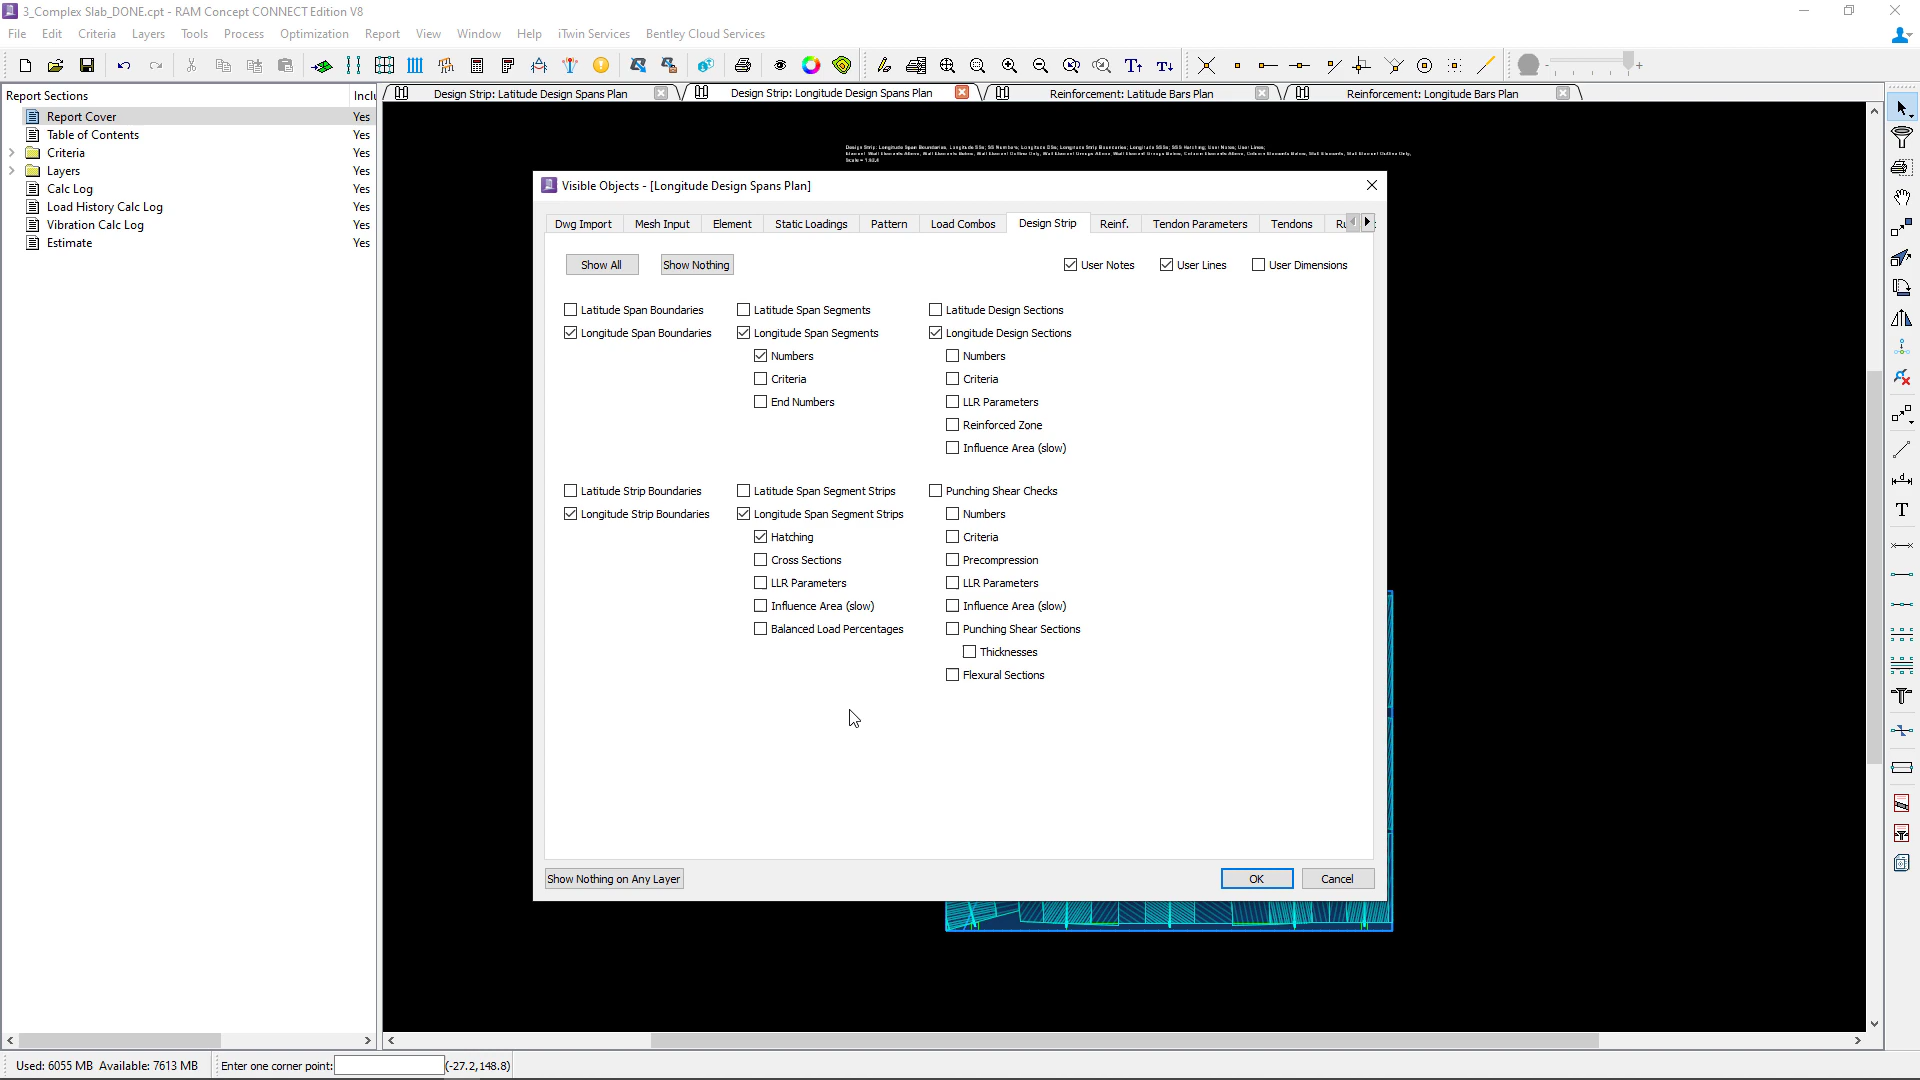 3_Complex Slab_DONE.cpt - RAM Concept CONNECT Edition V8
File Edit Criteria Layers Tools Process Optimization Report View Window Help iTwin Services Bentley Cloud Services
Report Sections Inclu
Design Strip: Latitude Design Spans Plan Design Strip: Longitude Design Spans Plan Reinforcement: Latitude Bars Plan Reinforcement: Longitude Bars Plan
Report Cover Yes
Table of Contents Yes
Criteria Yes
Layers Yes
Calc Log Yes
Load History Calc Log Yes
Vibration Calc Log Yes
Estimate Yes
Visible Objects - [Longitude Design Spans Plan]
Dwg Import Mesh Input Element Static Loadings Pattern Load Combos Design Strip Reinf. Tendon Parameters Tendons
Show All Show Nothing User Notes User Lines User Dimensions
Latitude Span Boundaries Latitude Span Segments Latitude Design Sections
Longitude Span Boundaries Longitude Span Segments Longitude Design Sections
Numbers Numbers
Criteria Criteria
End Numbers LLR Parameters
Reinforced Zone
Influence Area (slow)
Latitude Strip Boundaries Latitude Span Segment Strips Punching Shear Checks
Longitude Strip Boundaries Longitude Span Segment Strips Numbers
Hatching Criteria
Cross Sections Precompression
LLR Parameters LLR Parameters
Influence Area (slow) Influence Area (slow)
Balanced Load Percentages Punching Shear Sections
Thicknesses
Flexural Sections
Show Nothing on Any Layer OK Cancel
Used: 6055 MB Available: 7613 MB Enter one corner point: (-27.2,148.8)